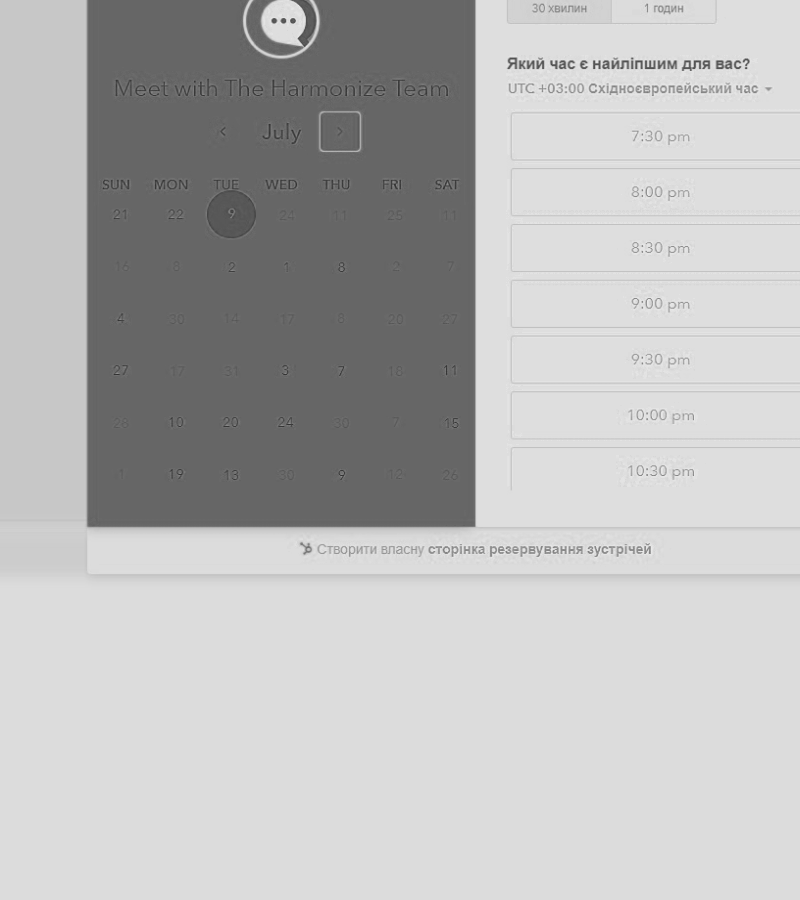 30 хвилин 1 годин
Meet with The Harmonize Team
July
SUN MON TUE WED THU FRI SAT
21 22 9 24 11 25 11
16 8 2 1 8 2 7
4 30 14 17 8 20 27
27 17 31 3 7 18 11
28 10 20 24 30 7 15
1 19 13 30 9 12 26
Який час є найліпшим для вас?
UTC +03:00 Східноєвропейський час
7:30 pm
8:00 pm
8:30 pm
9:00 pm
9:30 pm
10:00 pm
10:30 pm
Створити власну сторінка резервування зустрічей